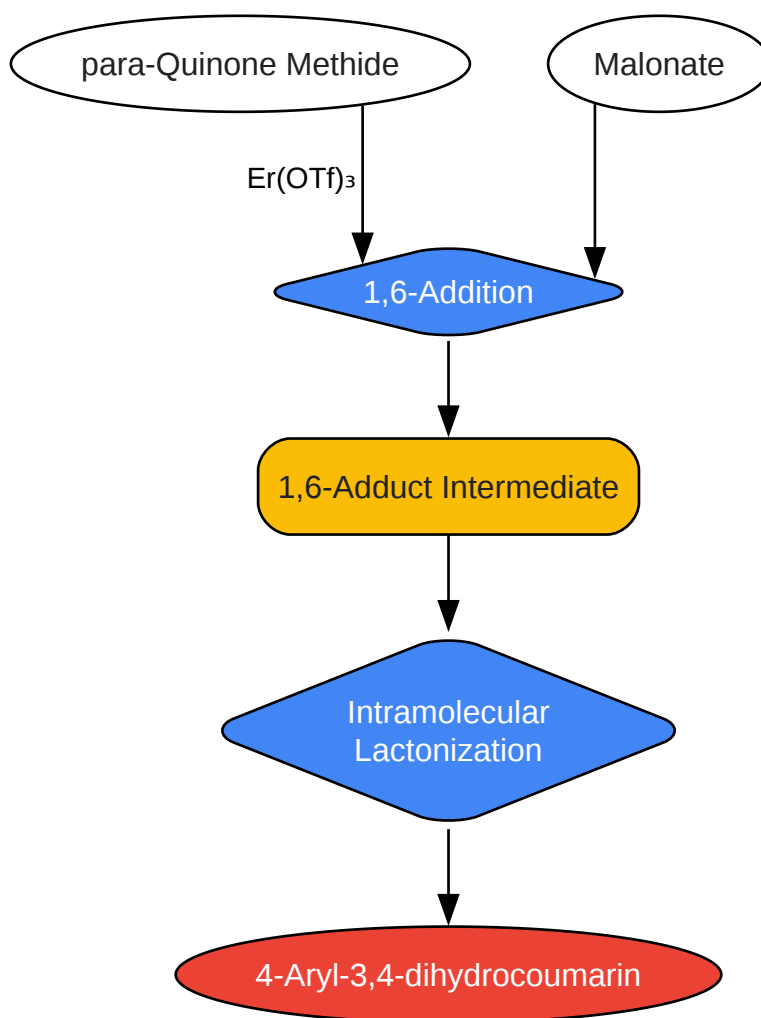 para-Quinone Methide
Malonate
Er(OTf)₃
1,6-Addition
1,6-Adduct Intermediate
Intramolecular
Lactonization
4-Aryl-3,4-dihydrocoumarin